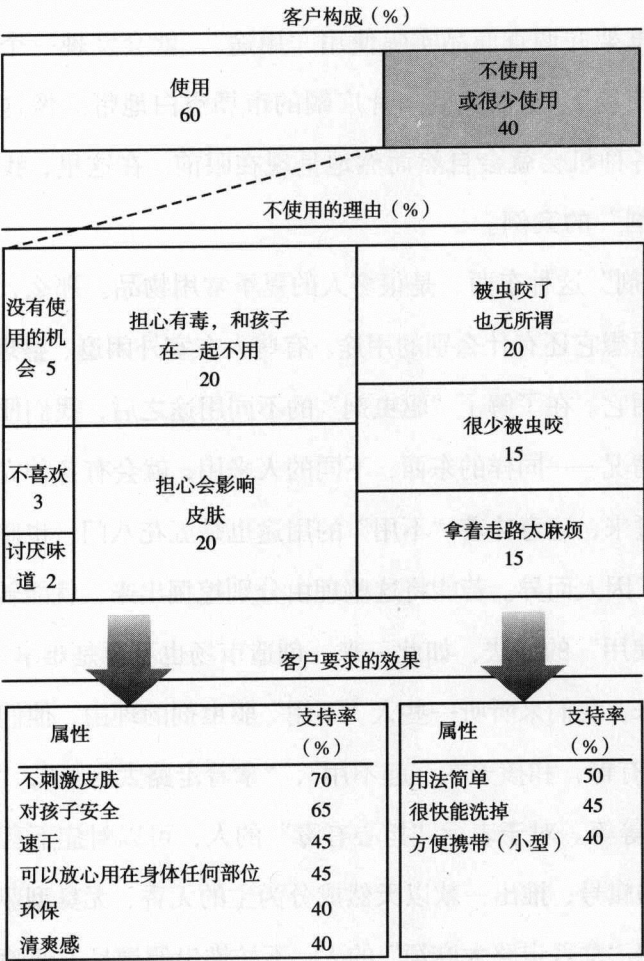 客户构成（%）
使用
60
不使用
或很少使用
40
不使用的理由（%）
没有使
用的机
会 5
不喜欢
3
讨厌味
道 2
担心有毒，和孩子
在一起不用
20
担心会影响
皮肤
20
被虫咬了
也无所谓
20
很少被虫咬
15
拿着走路太麻烦
15
客户要求的效果
属性 支持率
（%）
不刺激皮肤 70
对孩子安全 65
速干 45
可以放心用在身体任何部位 45
环保 40
清爽感 40
属性 支持率
（%）
用法简单 50
很快能洗掉 45
方便携带（小型） 40